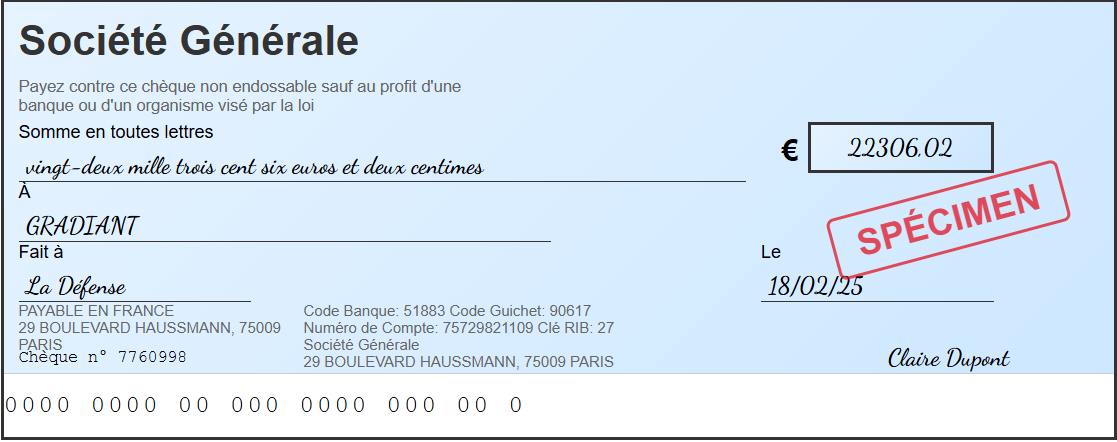 Société Générale
Payez contre ce chèque non endossable sauf au profit d'une
banque ou d'un organisme visé par la loi
Somme en toutes lettres
vingt-deux mille trois cent six euros et deux centimes
€ 22306,02
À
GRADIANT
SPÉCIMEN
Fait à
La Défense
Le
18/02/25
PAYABLE EN FRANCE
29 BOULEVARD HAUSSMANN, 75009
PARIS
Chèque n° 7760998
Code Banque: 51883 Code Guichet: 90617
Numéro de Compte: 75729821109 Clé RIB: 27
Société Générale
29 BOULEVARD HAUSSMANN, 75009 PARIS
Claire Dupont
0000 0000 00 000 0000 000 00 0